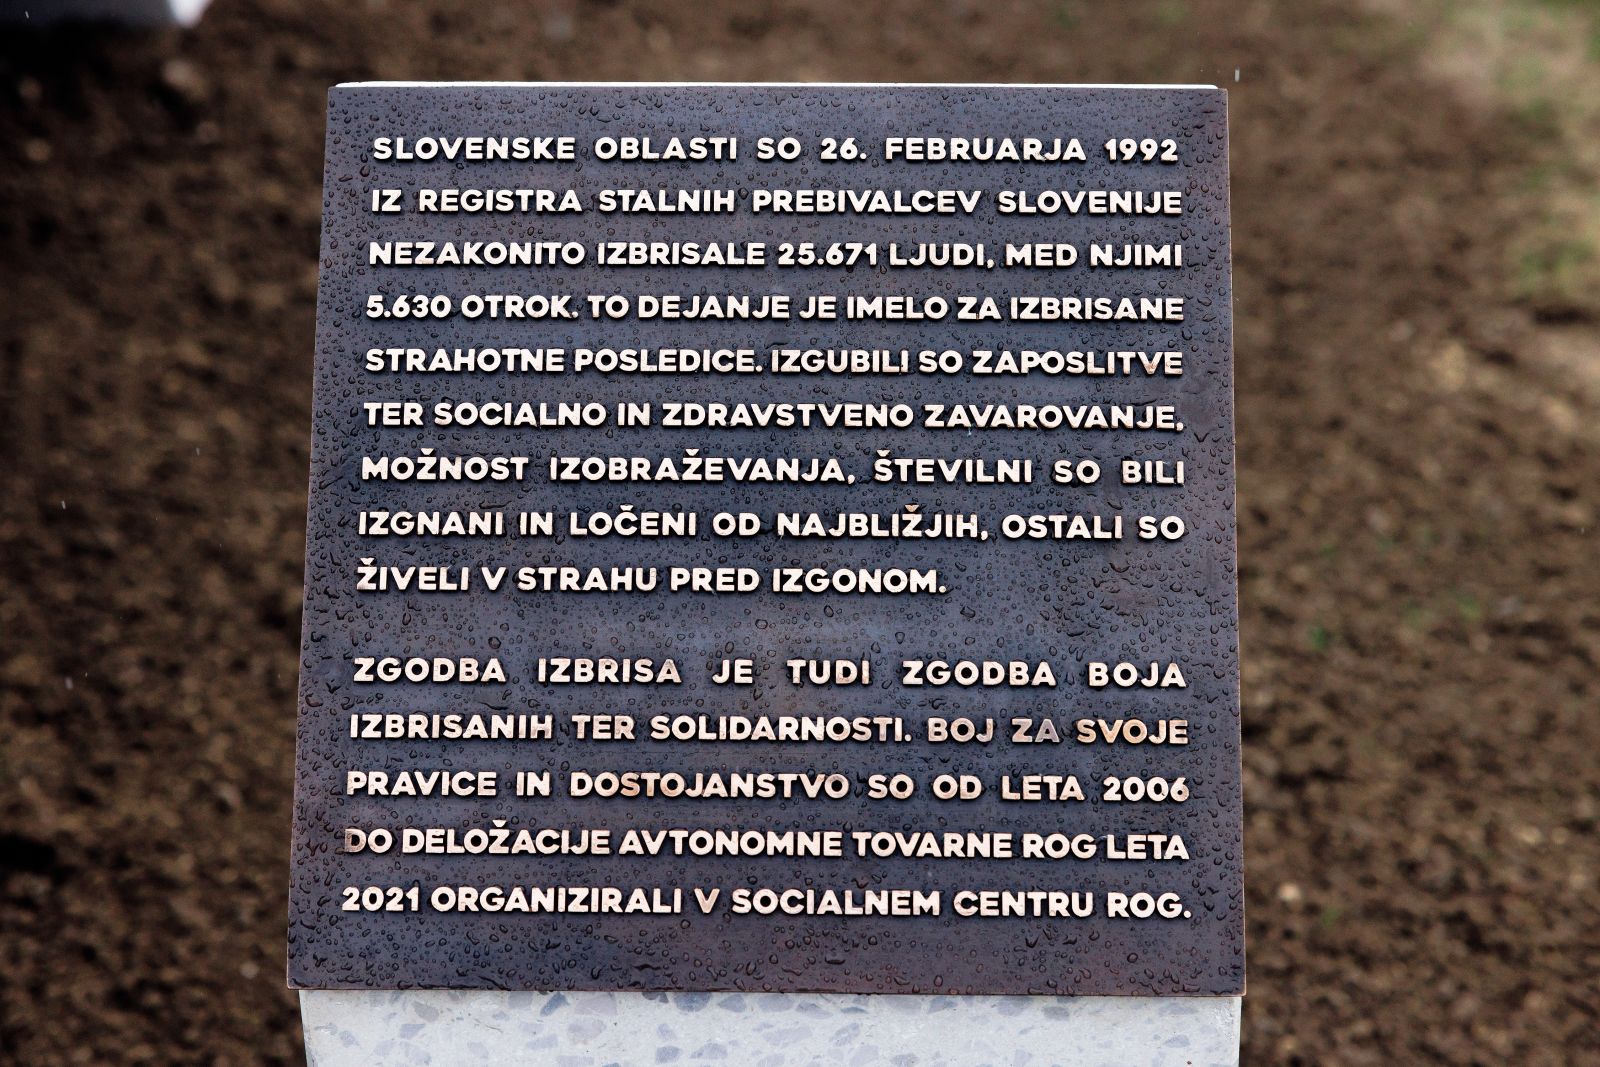 SLOVENSKE OBLASTI SO 26. FEBRUARJA 1992
IZ REGISTRA STALNIH PREBIVALCEV SLOVENIJE
NEZAKONITO IZBRISALE 25.671 LJUDI, MED NJIMI
5.630 OTROK. TO DEJANJE JE IMELO ZA IZBRISANE
STRAHOTNE POSLEDICE. IZGUBILI SO ZAPOSLITVE
TER SOCIALNO IN ZDRAVSTVENO ZAVAROVANJE,
MOŽNOST IZOBRAŽEVANJA, ŠTEVILNI SO BILI
IZGNANI IN LOČENI OD NAJBLIŽJIH, OSTALI SO
ŽIVELI V STRAHU PRED IZGONOM.
ZGODBA IZBRISA JE TUDI ZGODBA BOJA
IZBRISANIH TER SOLIDARNOSTI. BOJ ZA SVOJE
PRAVICE IN DOSTOJANSTVO SO OD LETA 2006
DO DELOŽACIJE AVTONOMNE TOVARNE ROG LETA
2021 ORGANIZIRALI V SOCIALNEM CENTRU ROG.